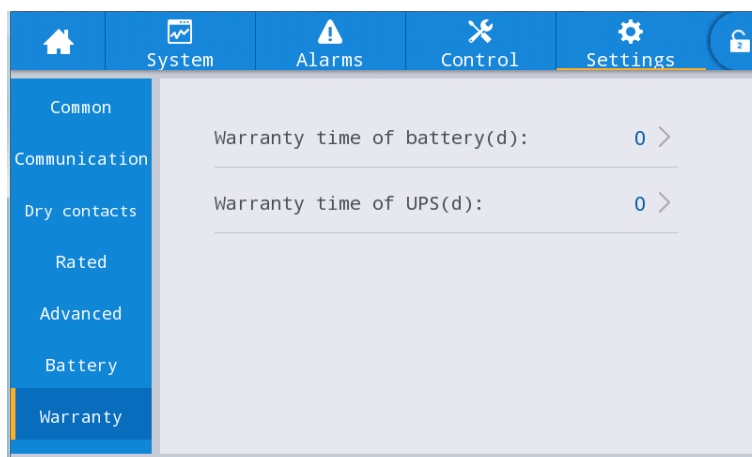 System
Alarms
Control
Settings
2
Common
Communication
Dry contacts
Rated
Advanced
Battery
Warranty
Warranty time of battery(d): 0
Warranty time of UPS(d): 0